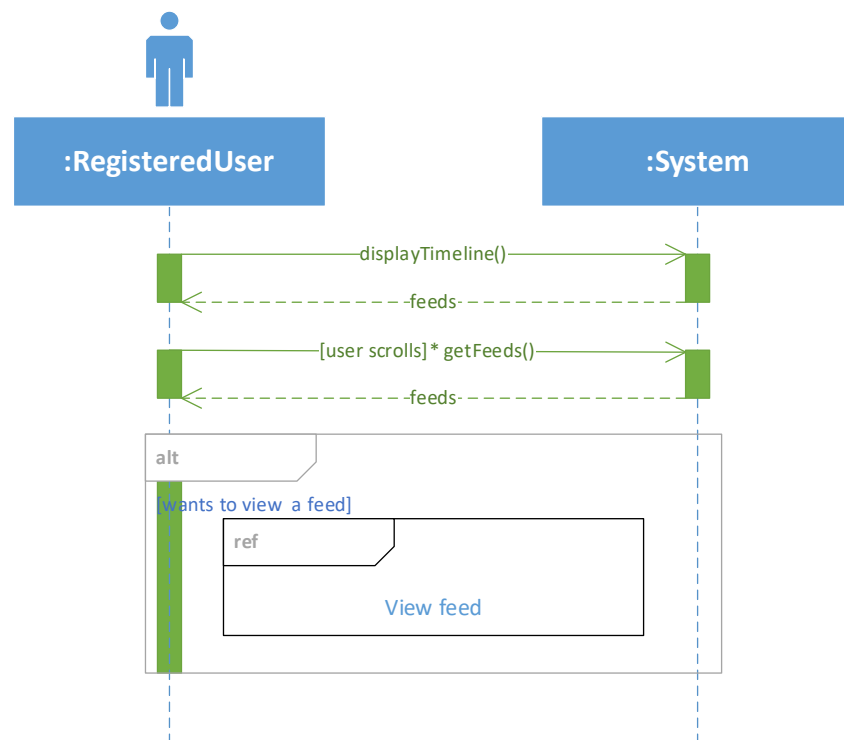 :RegisteredUser
:System
displayTimeline()
feeds
[user scrolls]* getFeeds()
feeds
alt
[wants to view a feed]
ref
View feed